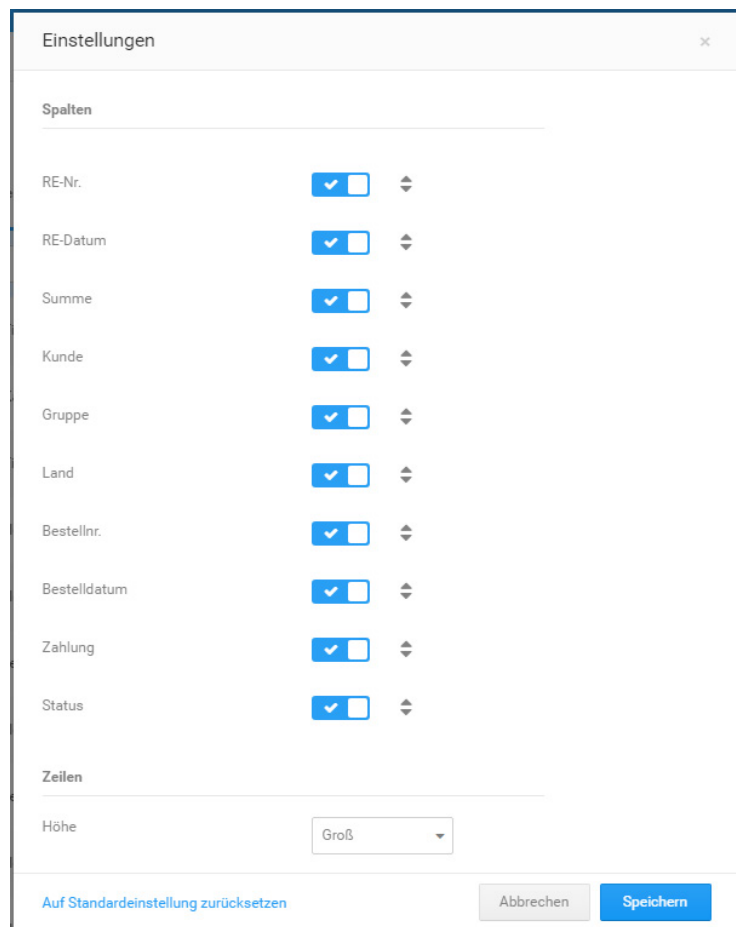 Einstellungen
Spalten
RE-Nr.
RE-Datum
Summe
Kunde
Gruppe
Land
Bestellnr.
Bestelldatum
Zahlung
Status
Zeilen
Höhe
Groß
Auf Standardeinstellung zurücksetzen
Abbrechen
Speichern